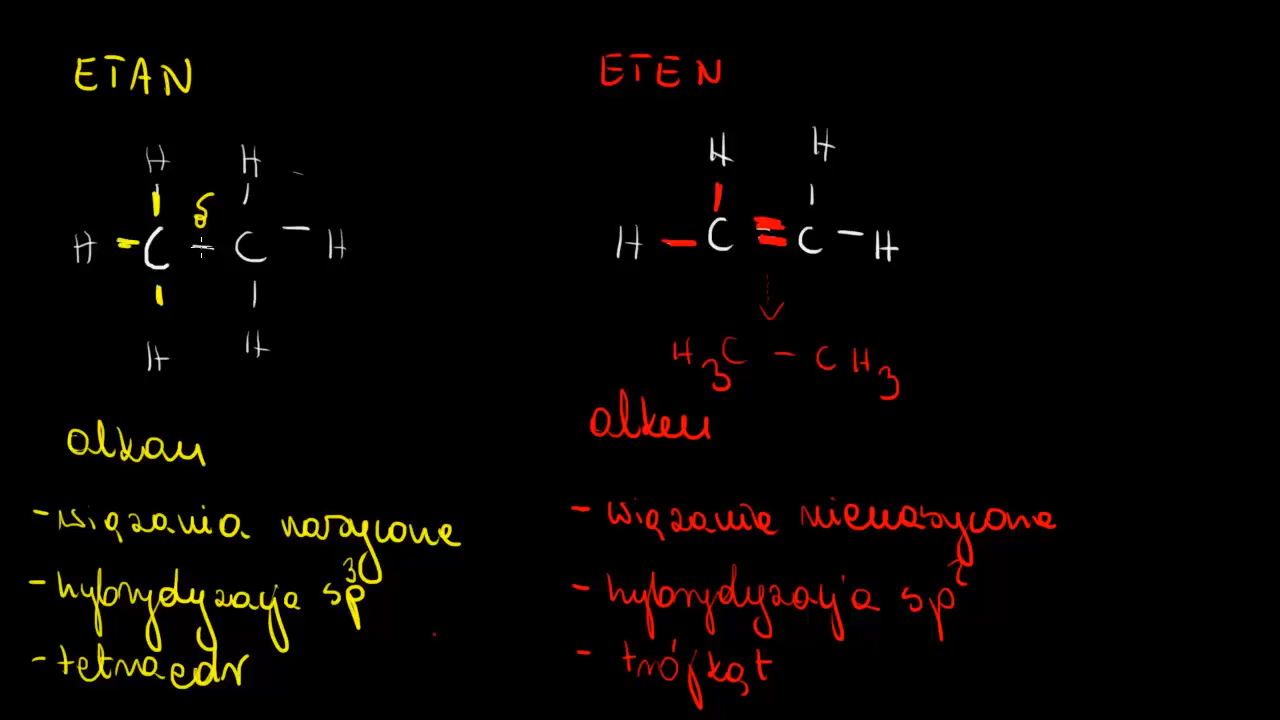 ETAN
H H
δ
H - C - C - H
H H
alkan
- wiązania nasycone
- hybrydyzacja sp³
- tetraedr
ETEN
H H
H - C = C - H
H₃C - CH₃
alken
- wiązanie nienasycone
- hybrydyzacja sp²
- trójkąt